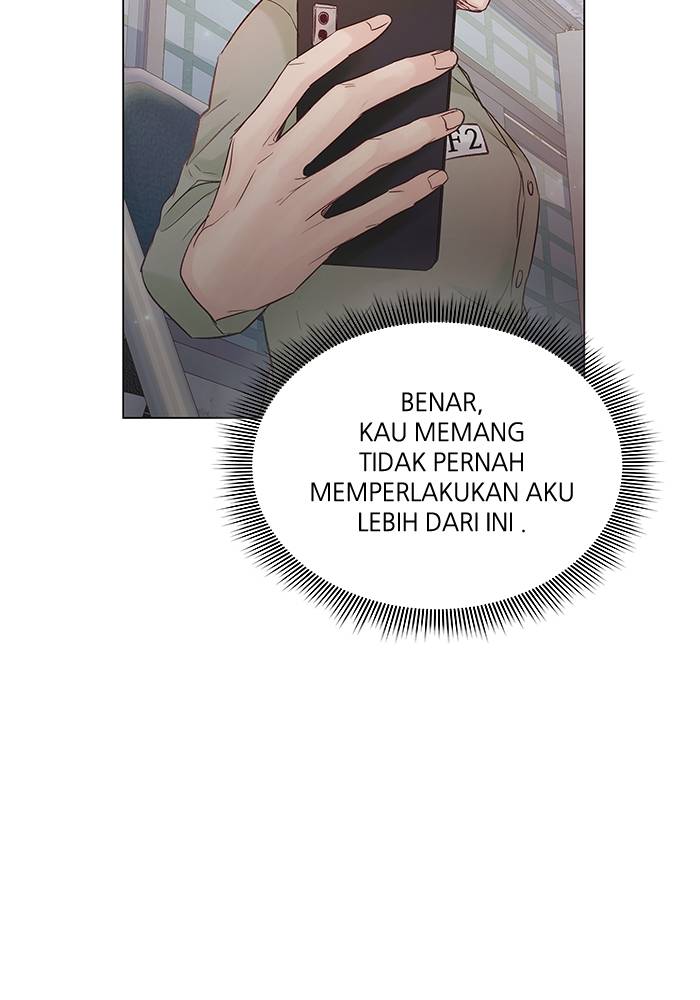 F2
BENAR,
KAU MEMANG
TIDAK PERNAH
MEMPERLAKUKAN AKU
LEBIH DARI INI .